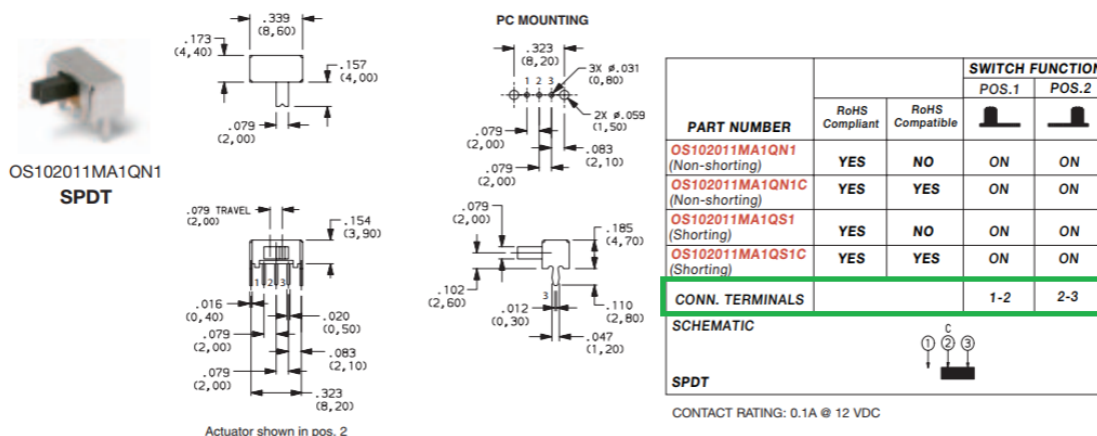 OS102011MA1QN1
SPDT
.339
(8,60)
.173
(4,40)
.157
(4,00)
.079
(2,00)
PC MOUNTING
.323
(8,20)
3X ø.031
(0,80)
1 2 3
2X ø.059
(1,50)
.079
(2,00)
.083
(2,10)
.079
(2,00)
.079 TRAVEL
(2,00)
.154
(3,90)
1 2 3
.016
(0,40)
.020
(0,50)
.079
(2,00)
.083
(2,10)
.079
(2,00)
.323
(8,20)
Actuator shown in pos. 2
.079
(2,00)
.185
(4,70)
.102
(2,60)
3
.012
(0,30)
.110
(2,80)
.047
(1,20)
SWITCH FUNCTION
POS.1 POS.2
PART NUMBER RoHS Compliant RoHS Compatible
OS102011MA1QN1
(Non-shorting) YES NO ON ON
OS102011MA1QN1C
(Non-shorting) YES YES ON ON
OS102011MA1QS1
(Shorting) YES NO ON ON
OS102011MA1QS1C
(Shorting) YES YES ON ON
CONN. TERMINALS 1-2 2-3
SCHEMATIC
C
1 2 3
SPDT
CONTACT RATING: 0.1A @ 12 VDC